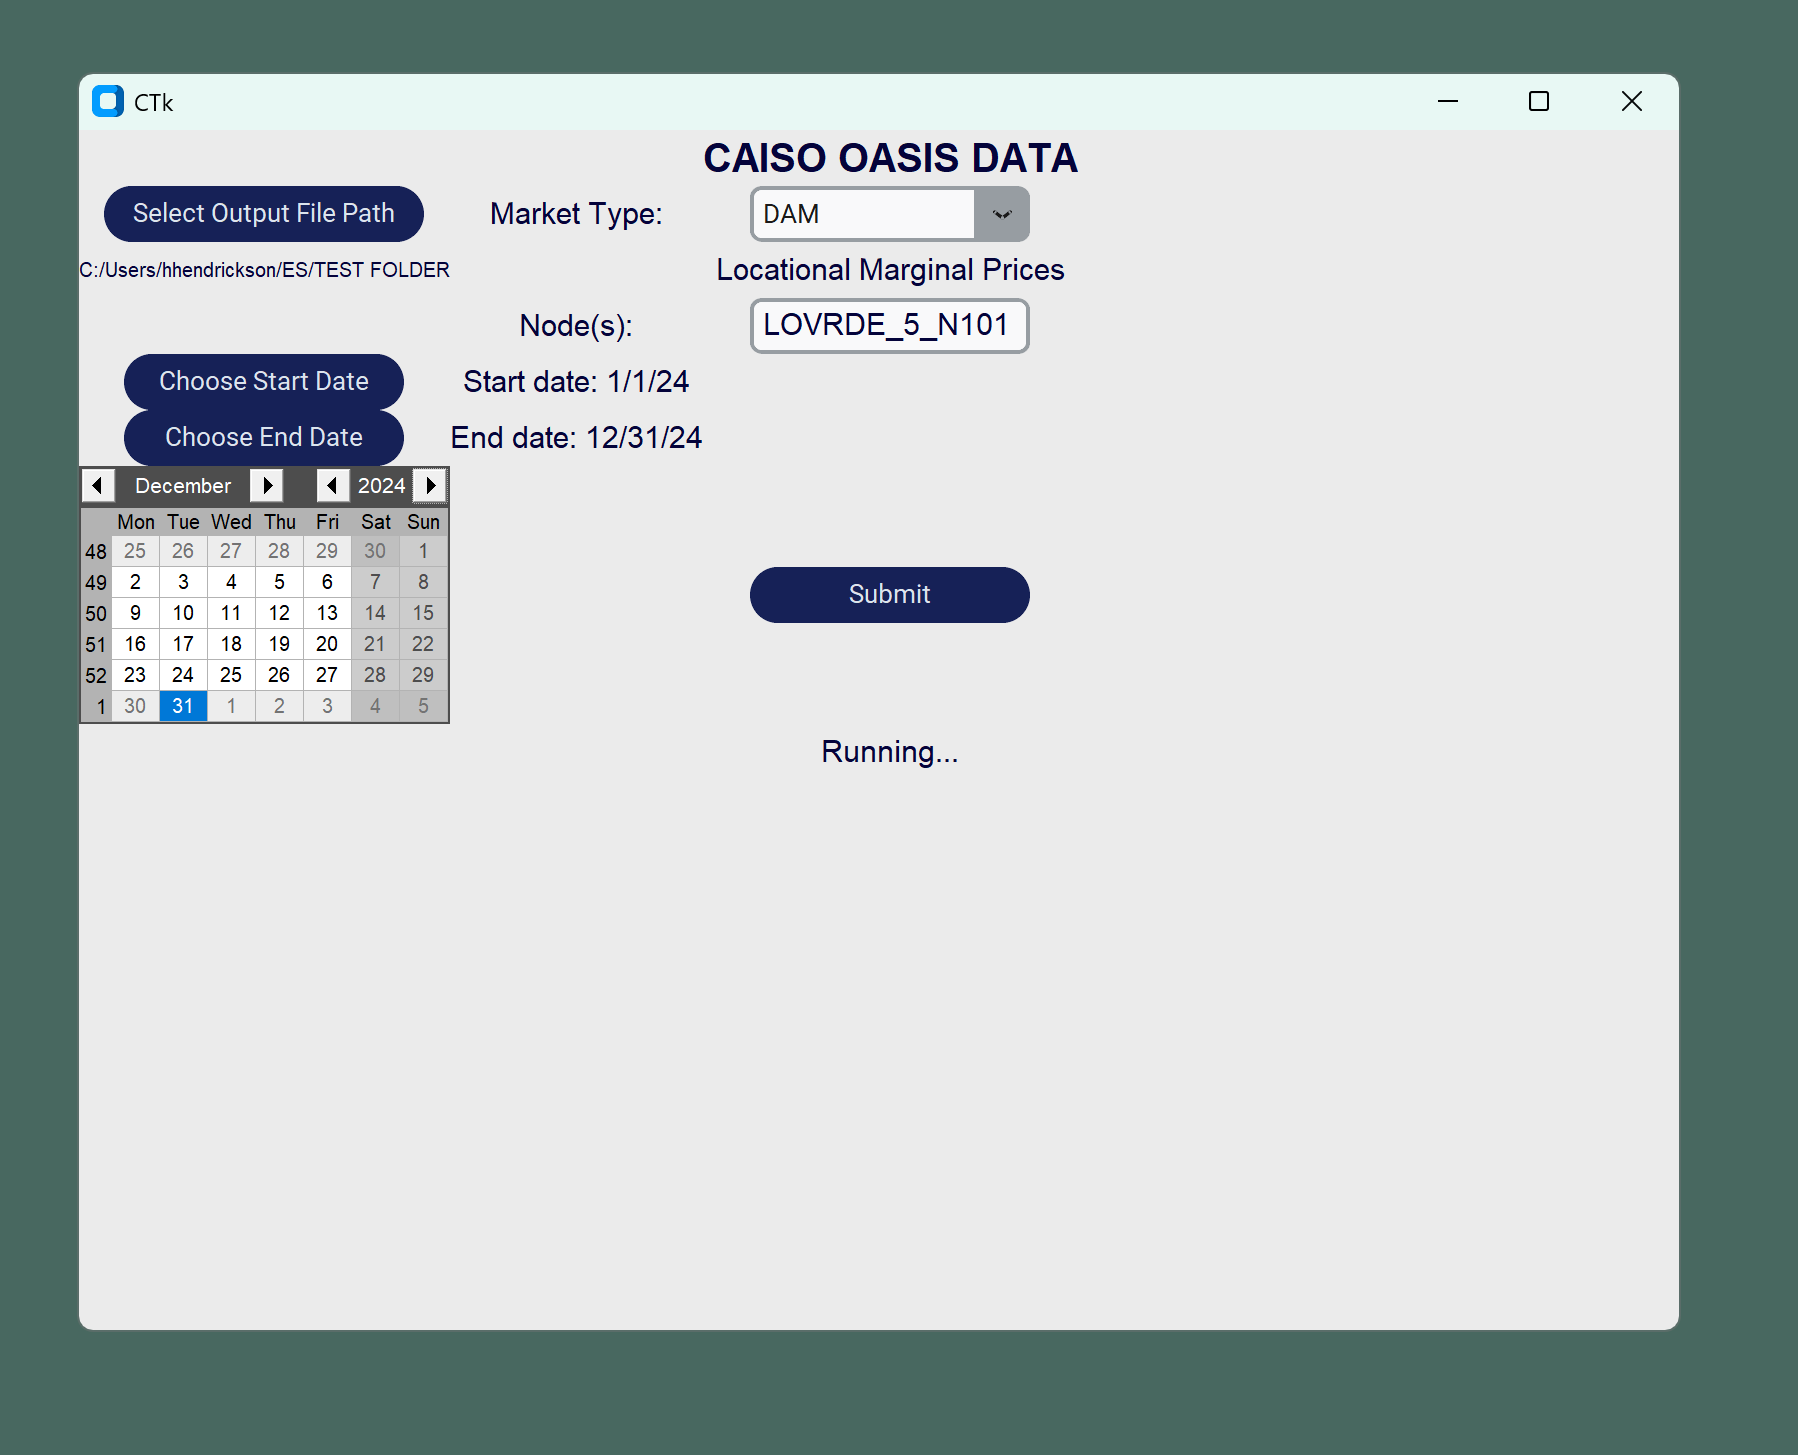 CTk
CAISO OASIS DATA
Select Output File Path
Market Type:
DAM
C:/Users/hhendrickson/ES/TEST FOLDER
Locational Marginal Prices
Node(s):
LOVRDE_5_N101
Choose Start Date
Start date: 1/1/24
Choose End Date
End date: 12/31/24
December 2024
Mon Tue Wed Thu Fri Sat Sun
48 25 26 27 28 29 30 1
49 2 3 4 5 6 7 8
50 9 10 11 12 13 14 15
51 16 17 18 19 20 21 22
52 23 24 25 26 27 28 29
1 30 31 1 2 3 4 5
Submit
Running...